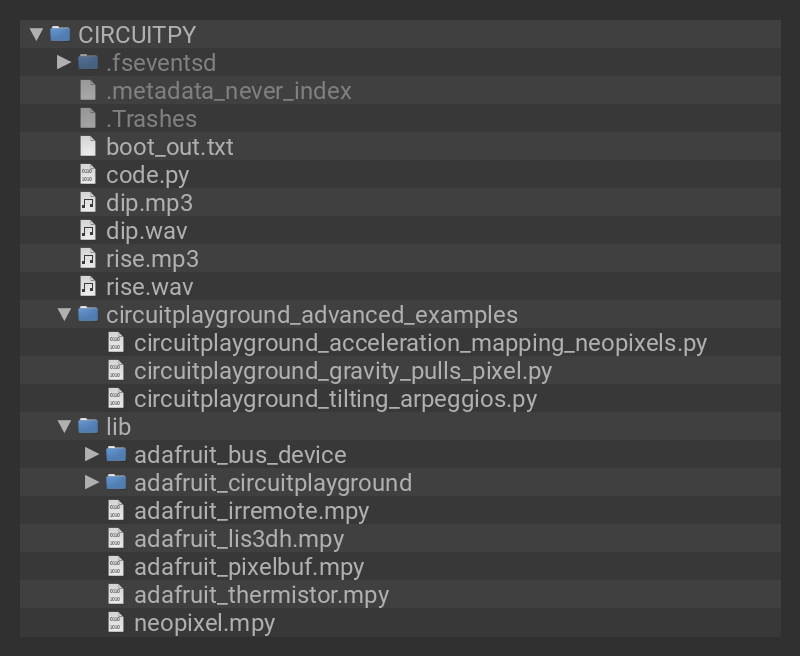 CIRCUITPY
.fseventsd
.metadata_never_index
.Trashes
boot_out.txt
code.py
dip.mp3
dip.wav
rise.mp3
rise.wav
circuitplayground_advanced_examples
circuitplayground_acceleration_mapping_neopixels.py
circuitplayground_gravity_pulls_pixel.py
circuitplayground_tilting_arpeggios.py
lib
adafruit_bus_device
adafruit_circuitplayground
adafruit_irremote.mpy
adafruit_lis3dh.mpy
adafruit_pixelbuf.mpy
adafruit_thermistor.mpy
neopixel.mpy